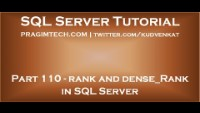 SQL Server Tutorial
PRAGIMTECH.COM | TWITTER.COM/KUDVENKAT
Part 110 - rank and dense_Rank
in SQL Server